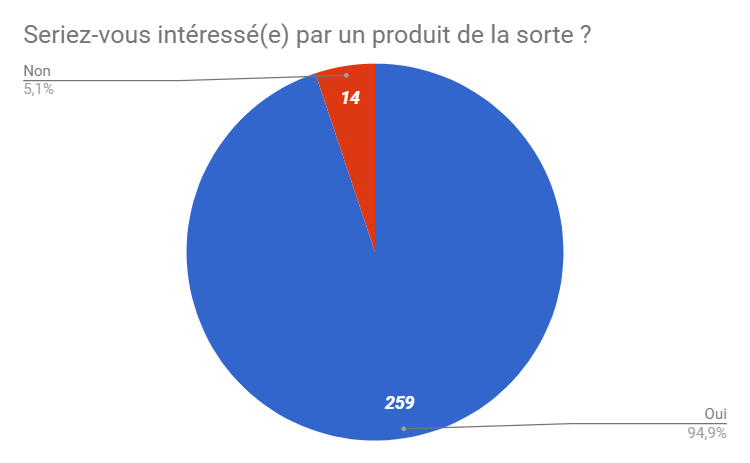 Seriez-vous intéressé(e) par un produit de la sorte ?
Non
5,1%
14
259
Oui
94,9%